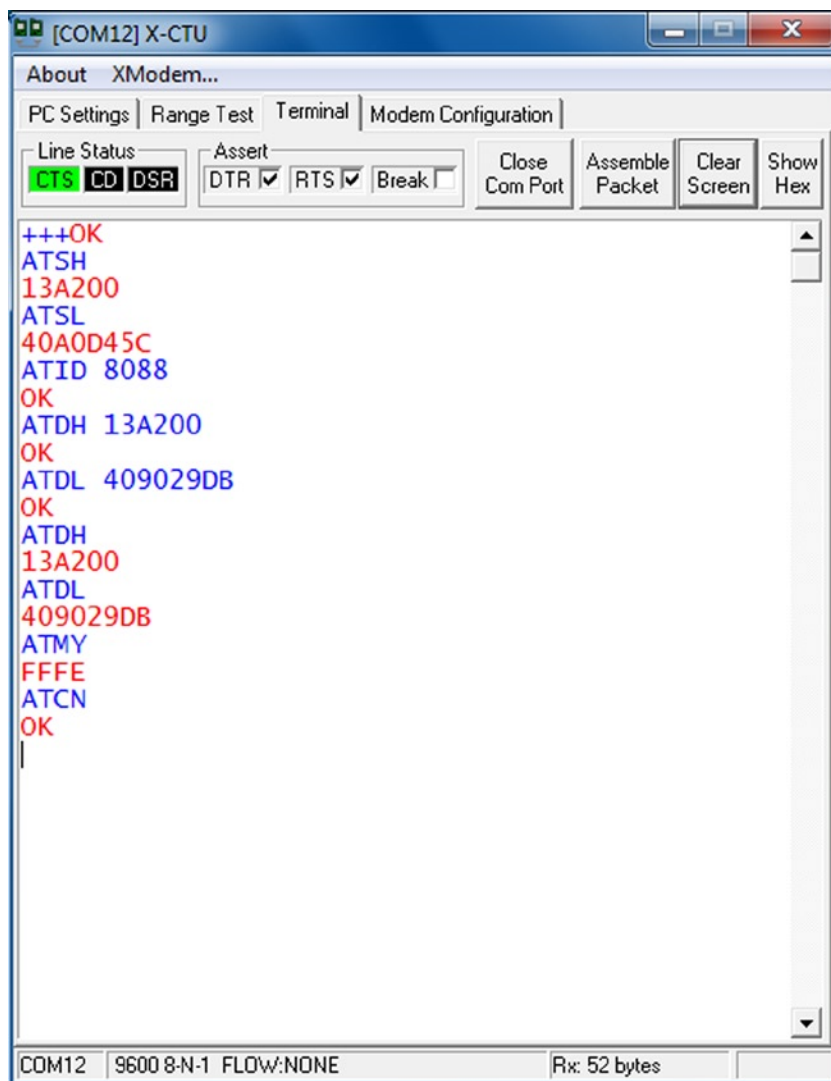 [COM12] X-CTU
About XModem...
PC Settings Range Test Terminal Modem Configuration
Line Status Assert
CTS CD DSR DTR RTS Break Close Com Port Assemble Packet Clear Screen Show Hex
+++OK
ATSH
13A200
ATSL
40A0D45C
ATID 8088
OK
ATDH 13A200
OK
ATDL 409029DB
OK
ATDH
13A200
ATDL
409029DB
ATMY
FFFE
ATCN
OK
COM12 9600 8-N-1 FLOW:NONE Rx: 52 bytes